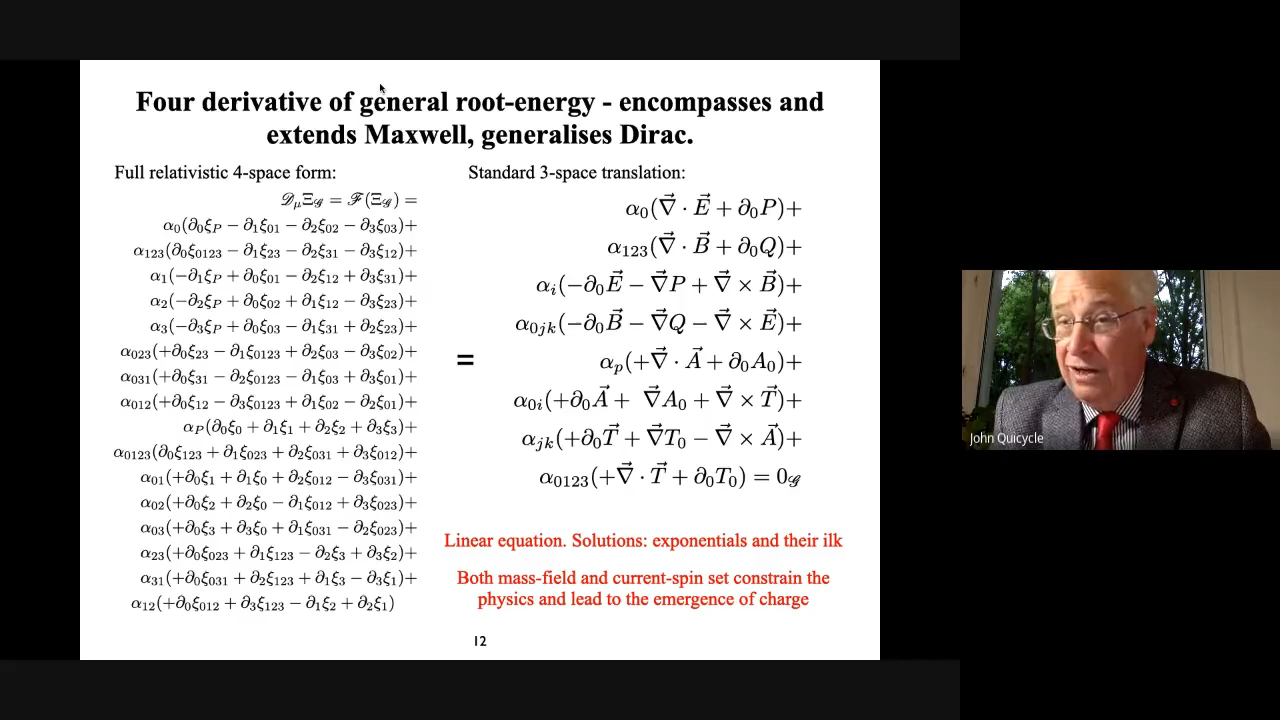 Four derivative of general root-energy - encompasses and
extends Maxwell, generalises Dirac.
Full relativistic 4-space form:
𝒟_μ Ξ_𝒢 = ℱ(Ξ_𝒢) =
α₀(∂₀ξ_P − ∂₁ξ₀₁ − ∂₂ξ₀₂ − ∂₃ξ₀₃)+
α₁₂₃(∂₀ξ₀₁₂₃ − ∂₁ξ₂₃ − ∂₂ξ₃₁ − ∂₃ξ₁₂)+
α₁(−∂₁ξ_P + ∂₀ξ₀₁ − ∂₂ξ₁₂ + ∂₃ξ₃₁)+
α₂(−∂₂ξ_P + ∂₀ξ₀₂ + ∂₁ξ₁₂ − ∂₃ξ₂₃)+
α₃(−∂₃ξ_P + ∂₀ξ₀₃ − ∂₁ξ₃₁ + ∂₂ξ₂₃)+
α₀₂₃(+∂₀ξ₂₃ − ∂₁ξ₀₁₂₃ + ∂₂ξ₀₃ − ∂₃ξ₀₂)+
α₀₃₁(+∂₀ξ₃₁ − ∂₂ξ₀₁₂₃ − ∂₁ξ₀₃ + ∂₃ξ₀₁)+
α₀₁₂(+∂₀ξ₁₂ − ∂₃ξ₀₁₂₃ + ∂₁ξ₀₂ − ∂₂ξ₀₁)+
α_P(∂₀ξ₀ + ∂₁ξ₁ + ∂₂ξ₂ + ∂₃ξ₃)+
α₀₁₂₃(∂₀ξ₁₂₃ + ∂₁ξ₀₂₃ + ∂₂ξ₀₃₁ + ∂₃ξ₀₁₂)+
α₀₁(+∂₀ξ₁ + ∂₁ξ₀ + ∂₂ξ₀₁₂ − ∂₃ξ₀₃₁)+
α₀₂(+∂₀ξ₂ + ∂₂ξ₀ − ∂₁ξ₀₁₂ + ∂₃ξ₀₂₃)+
α₀₃(+∂₀ξ₃ + ∂₃ξ₀ + ∂₁ξ₀₃₁ − ∂₂ξ₀₂₃)+
α₂₃(+∂₀ξ₀₂₃ + ∂₁ξ₁₂₃ − ∂₂ξ₃ + ∂₃ξ₂)+
α₃₁(+∂₀ξ₀₃₁ + ∂₂ξ₁₂₃ + ∂₁ξ₃ − ∂₃ξ₁)+
α₁₂(+∂₀ξ₀₁₂ + ∂₃ξ₁₂₃ − ∂₁ξ₂ + ∂₂ξ₁)
=
Standard 3-space translation:
α₀(∇⃗ · E⃗ + ∂₀P)+
α₁₂₃(∇⃗ · B⃗ + ∂₀Q)+
α_i(−∂₀E⃗ − ∇⃗P + ∇⃗ × B⃗)+
α_0jk(−∂₀B⃗ − ∇⃗Q − ∇⃗ × E⃗)+
α_p(+∇⃗ · A⃗ + ∂₀A₀)+
α_0i(+∂₀A⃗ + ∇⃗A₀ + ∇⃗ × T⃗)+
α_jk(+∂₀T⃗ + ∇⃗T₀ − ∇⃗ × A⃗)+
α₀₁₂₃(+∇⃗ · T⃗ + ∂₀T₀) = 0_𝒢
Linear equation. Solutions: exponentials and their ilk
Both mass-field and current-spin set constrain the
physics and lead to the emergence of charge
12
John Quicycle